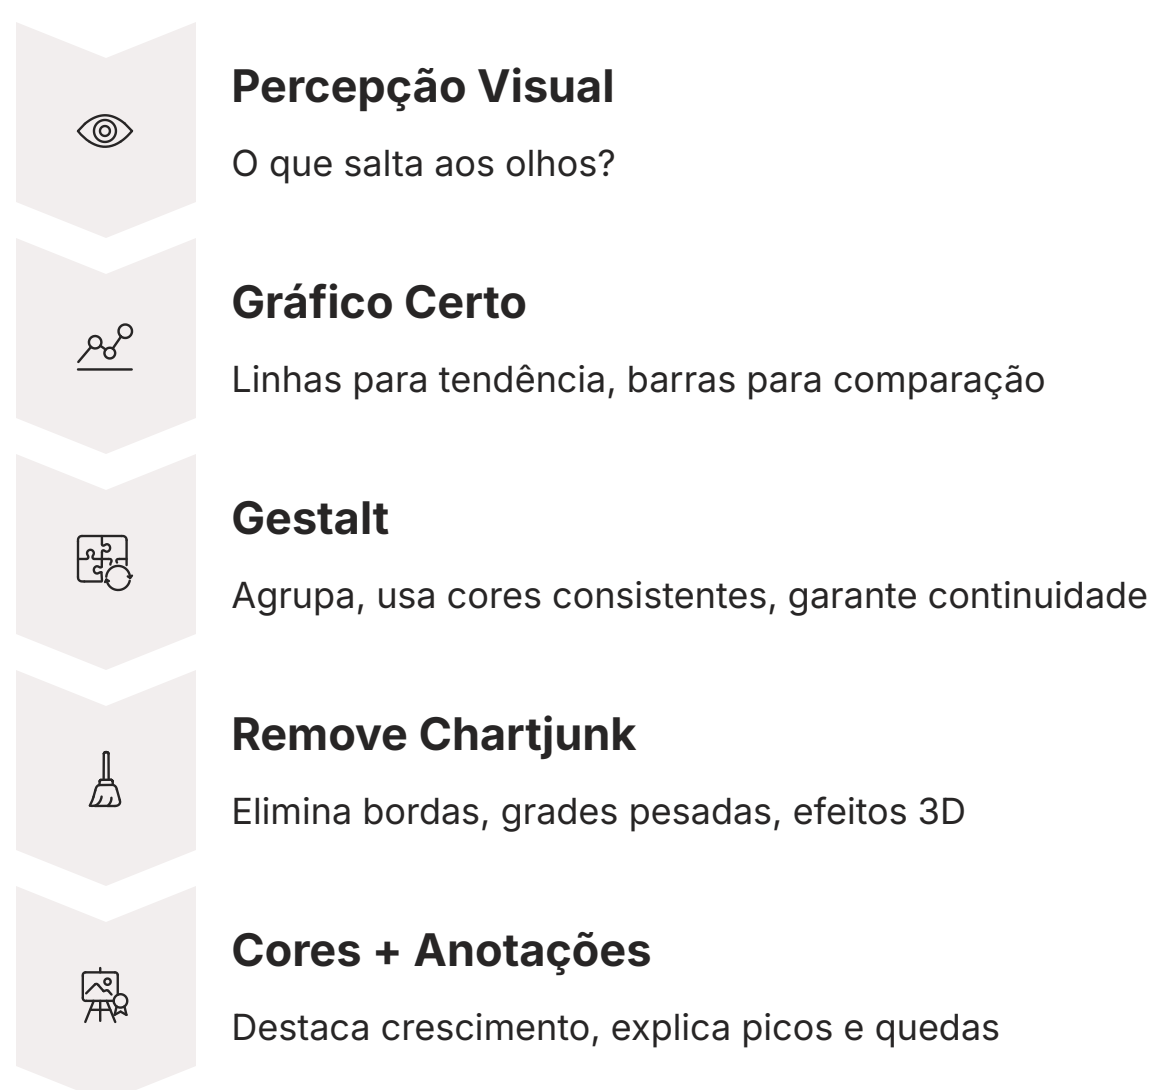 Percepção Visual
O que salta aos olhos?
Gráfico Certo
Linhas para tendência, barras para comparação
Gestalt
Agrupa, usa cores consistentes, garante continuidade
Remove Chartjunk
Elimina bordas, grades pesadas, efeitos 3D
Cores + Anotações
Destaca crescimento, explica picos e quedas